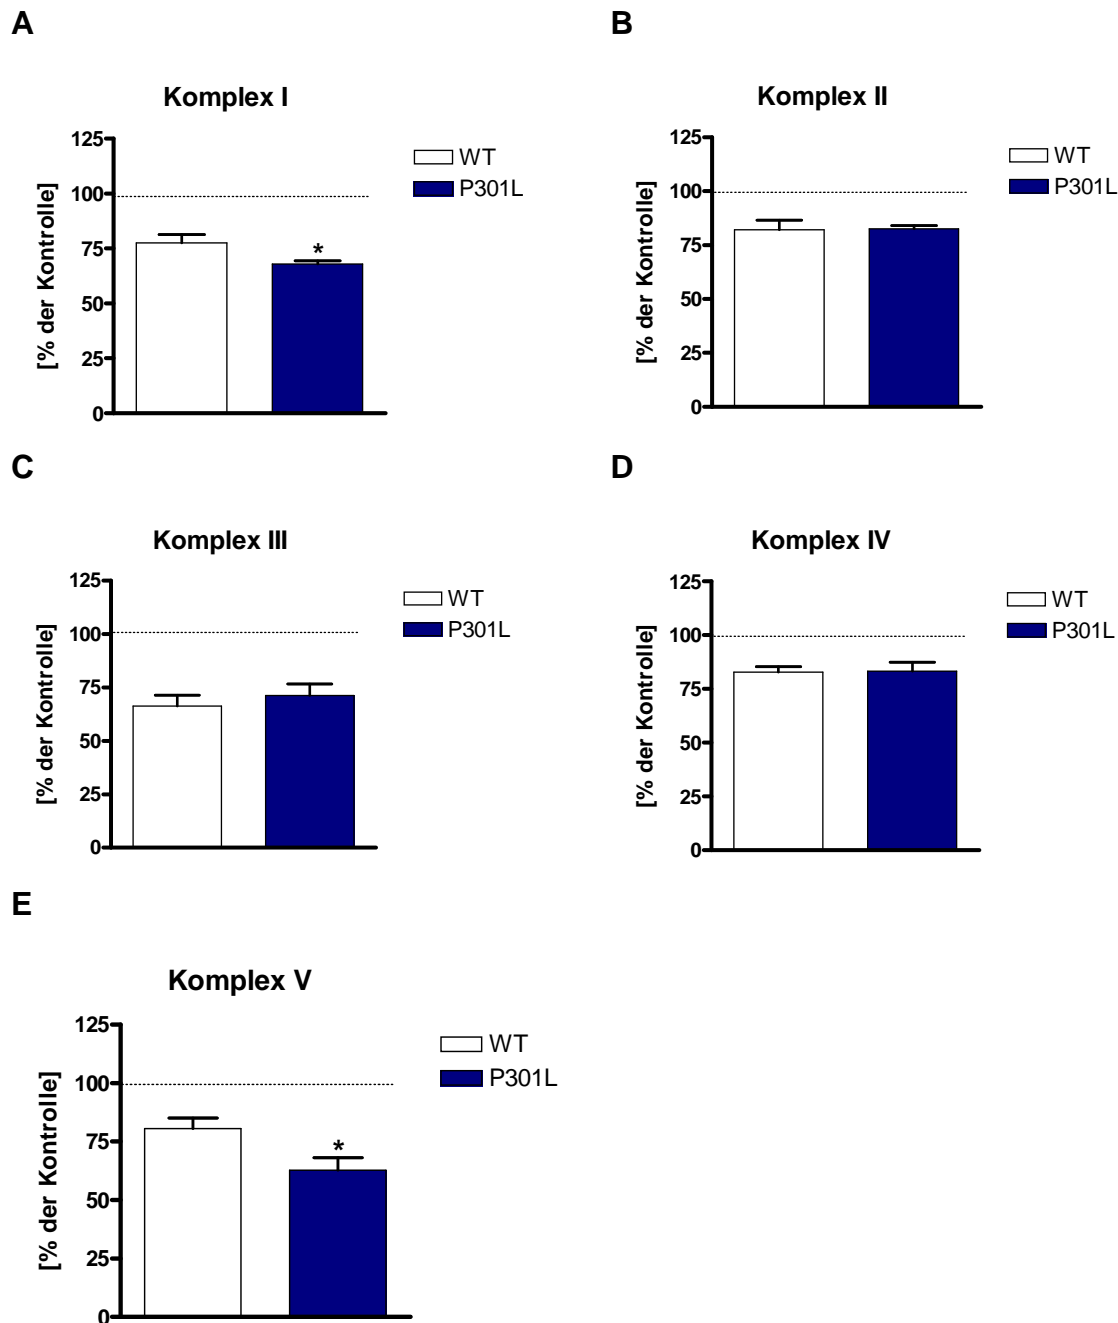 A
Komplex I
[% der Kontrolle]
125
100
75
50
25
0
*
WT
P301L
B
Komplex II
[% der Kontrolle]
125
100
75
50
25
0
WT
P301L
C
Komplex III
[% der Kontrolle]
125
100
75
50
25
0
WT
P301L
D
Komplex IV
[% der Kontrolle]
125
100
75
50
25
0
WT
P301L
E
Komplex V
[% der Kontrolle]
125
100
75
50
25
0
*
WT
P301L